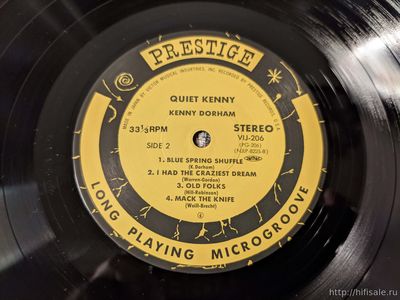 PRESTIGE
MADE IN JAPAN BY VICTOR MUSICAL INDUSTRIES, INC. RECORDED BY PRESTIGE RECORDS, U.S.A.
QUIET KENNY
KENNY DORHAM
33⅓RPM
STEREO
VIJ-206
(PG-206)
SIDE 2
1. BLUE SPRING SHUFFLE
(K. Dorham)
2. I HAD THE CRAZIEST DREAM
(Warren-Gordon)
3. OLD FOLKS
(Hill-Robinson)
4. MACK THE KNIFE
(Weill-Brecht)
LONG PLAYING MICROGROOVE
http://hifisale.ru